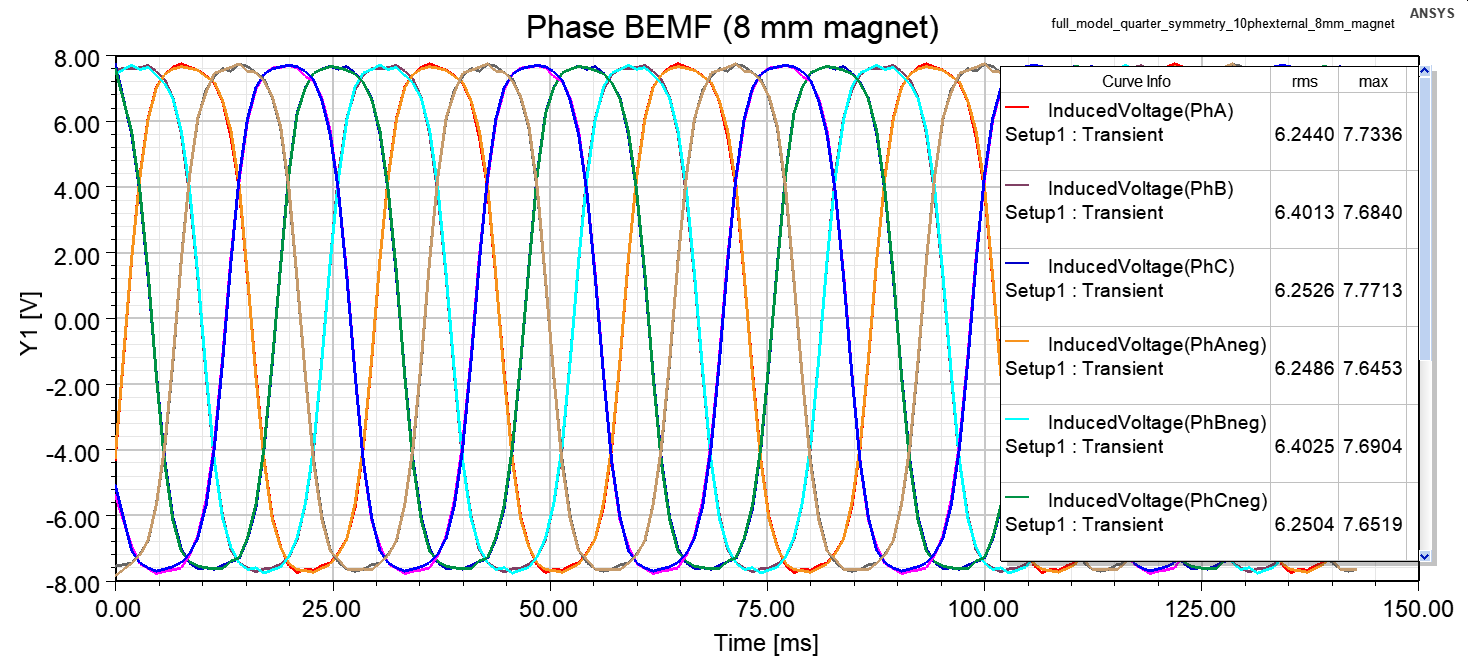 Phase BEMF (8 mm magnet)
full_model_quarter_symmetry_10phexternal_8mm_magnet
ANSYS
Y1 [V]
8.00
6.00
4.00
2.00
0.00
-2.00
-4.00
-6.00
-8.00
Curve Info rms max
InducedVoltage(PhA)
Setup1 : Transient 6.2440 7.7336
InducedVoltage(PhB)
Setup1 : Transient 6.4013 7.6840
InducedVoltage(PhC)
Setup1 : Transient 6.2526 7.7713
InducedVoltage(PhAneg)
Setup1 : Transient 6.2486 7.6453
InducedVoltage(PhBneg)
Setup1 : Transient 6.4025 7.6904
InducedVoltage(PhCneg)
Setup1 : Transient 6.2504 7.6519
0.00 25.00 50.00 75.00 100.00 125.00 150.00
Time [ms]